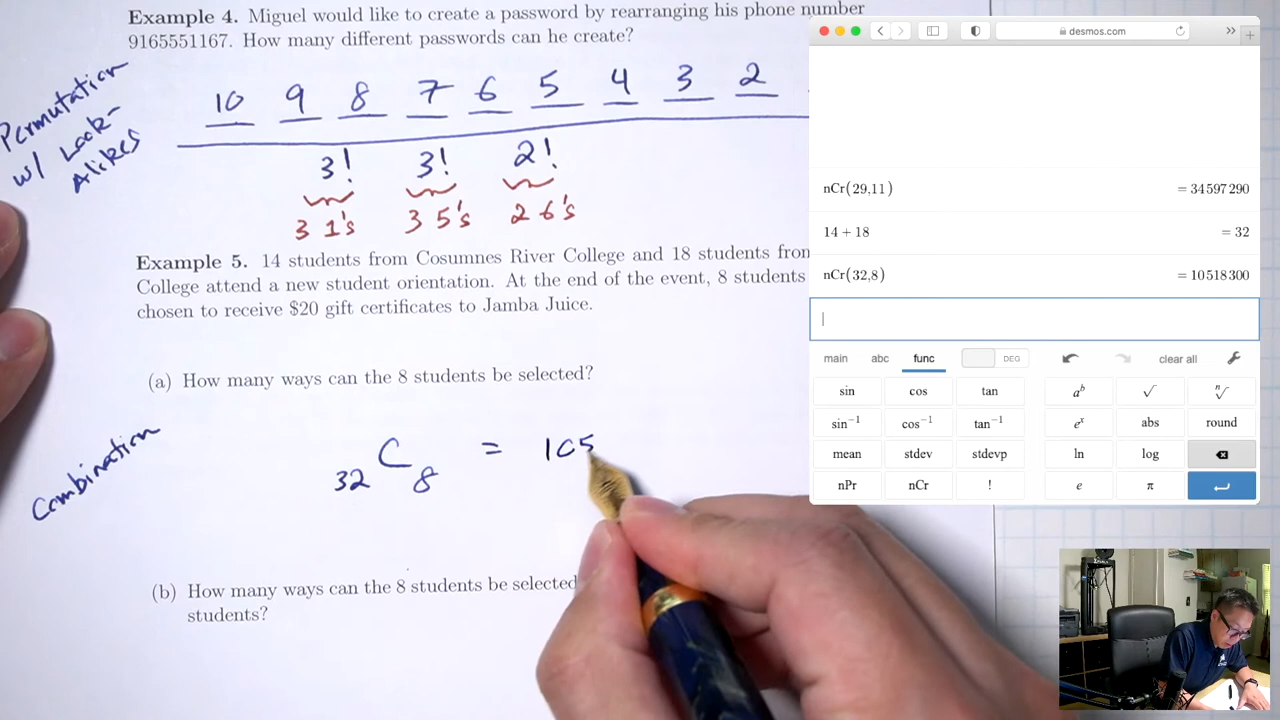 Example 4. Miguel would like to create a password by rearranging his phone number
9165551167. How many different passwords can he create?
Permutation
w/ Look-
Alikes
10 9 8 7 6 5 4 3 2
3! 3! 2!
3 1's 3 5's 2 6's
Example 5. 14 students from Cosumnes River College and 18 students from
College attend a new student orientation. At the end of the event, 8 students
chosen to receive $20 gift certificates to Jamba Juice.
(a) How many ways can the 8 students be selected?
Combination
32 C 8 = 105
(b) How many ways can the 8 students be selected
students?
desmos.com
nCr(29,11) = 34597290
14 + 18 = 32
nCr(32,8) = 10518300
main abc func DEG clear all
sin cos tan a^b √ ⁿ√
sin⁻¹ cos⁻¹ tan⁻¹ eˣ abs round
mean stdev stdevp ln log
nPr nCr ! e π